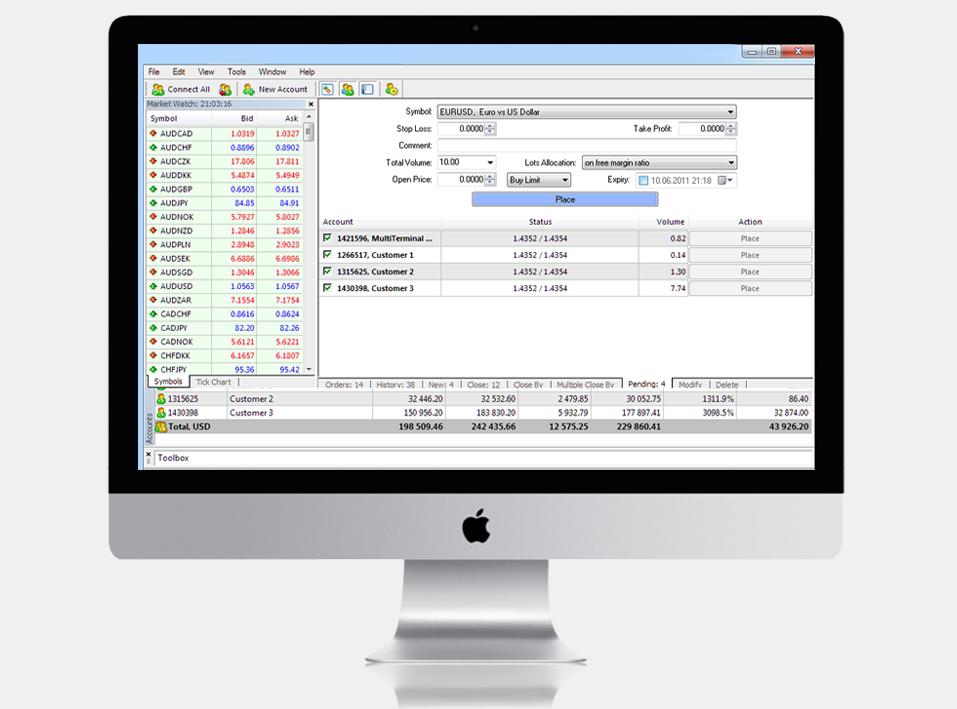 File Edit View Tools Window Help
Connect All New Account
Market Watch: 21:03:16
Symbol Bid Ask
AUDCAD 1.0319 1.0327
AUDCHF 0.8896 0.8902
AUDCZK 17.806 17.811
AUDDKK 5.4874 5.4949
AUDGBP 0.6503 0.6511
AUDJPY 84.85 84.91
AUDNOK 5.7927 5.8027
AUDNZD 1.2846 1.2856
AUDPLN 2.8948 2.9023
AUDSEK 6.6886 6.6986
AUDSGD 1.3046 1.3066
AUDUSD 1.0563 1.0567
AUDZAR 7.1554 7.1754
CADCHF 0.8616 0.8624
CADJPY 82.20 82.26
CADNOK 5.6121 5.6221
CHFDKK 6.1657 6.1807
CHFJPY 95.36 95.42
Symbols Tick Chart
Symbol: EURUSD, Euro vs US Dollar
Stop Loss: 0.0000 Take Profit: 0.0000
Comment:
Total Volume: 10.00 Lots Allocation: on free margin ratio
Open Price: 0.0000 Buy Limit Expiry: 10.06.2011 21:18
Place
Account Status Volume Action
1421596, MultiTerminal ... 1.4352 / 1.4354 0.82 Place
1266517, Customer 1 1.4352 / 1.4354 0.14 Place
1315625, Customer 2 1.4352 / 1.4354 1.30 Place
1430398, Customer 3 1.4352 / 1.4354 7.74 Place
Orders: 14 History: 38 New: 4 Close: 12 Close By Multiple Close By Pending: 4 Modify Delete
1315625 Customer 2 32 446.20 32 532.60 2 479.85 30 052.75 1311.9% 86.40
1430398 Customer 3 150 956.20 183 830.20 5 932.79 177 897.41 3098.5% 32 874.00
Total, USD 198 509.46 242 435.66 12 575.25 229 860.41 43 926.20
Accounts
Toolbox